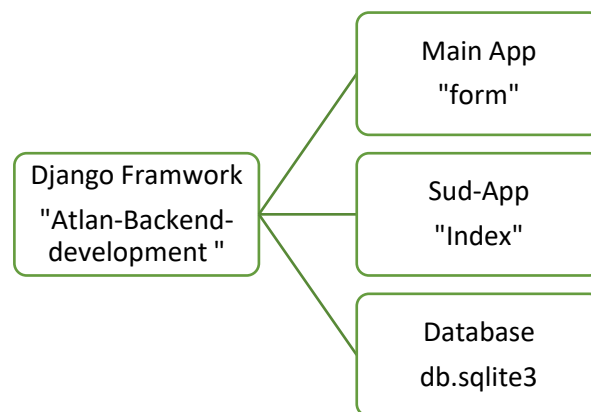 Main App
"form"
Django Framwork
"Atlan-Backend-
development "
Sud-App
"Index"
Database
db.sqlite3